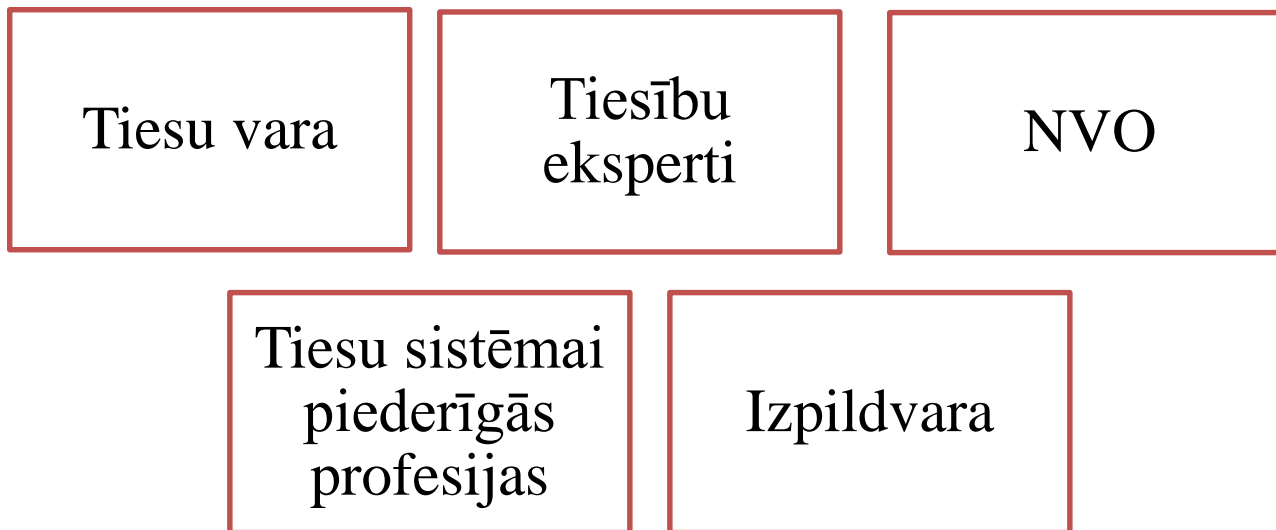 Tiesu vara
Tiesību
eksperti
NVO
Tiesu sistēmai
piederīgās
profesijas
Izpildvara